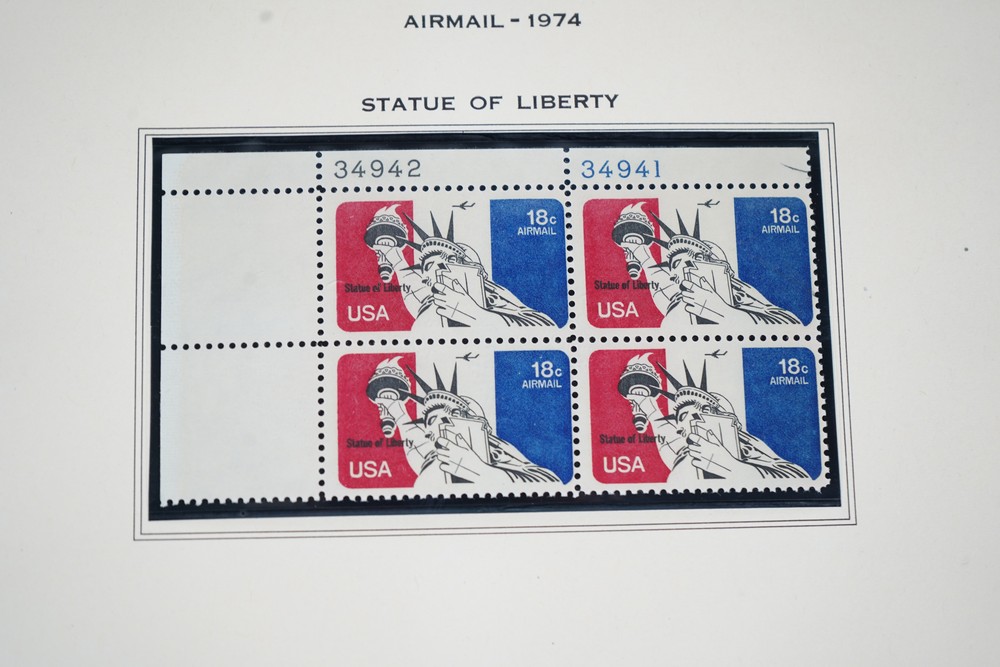 AIRMAIL - 1974
STATUE OF LIBERTY
34942 34941
18c
AIRMAIL
Statue of Liberty
USA
18c
AIRMAIL
Statue of Liberty
USA
18c
AIRMAIL
Statue of Liberty
USA
18c
AIRMAIL
Statue of Liberty
USA